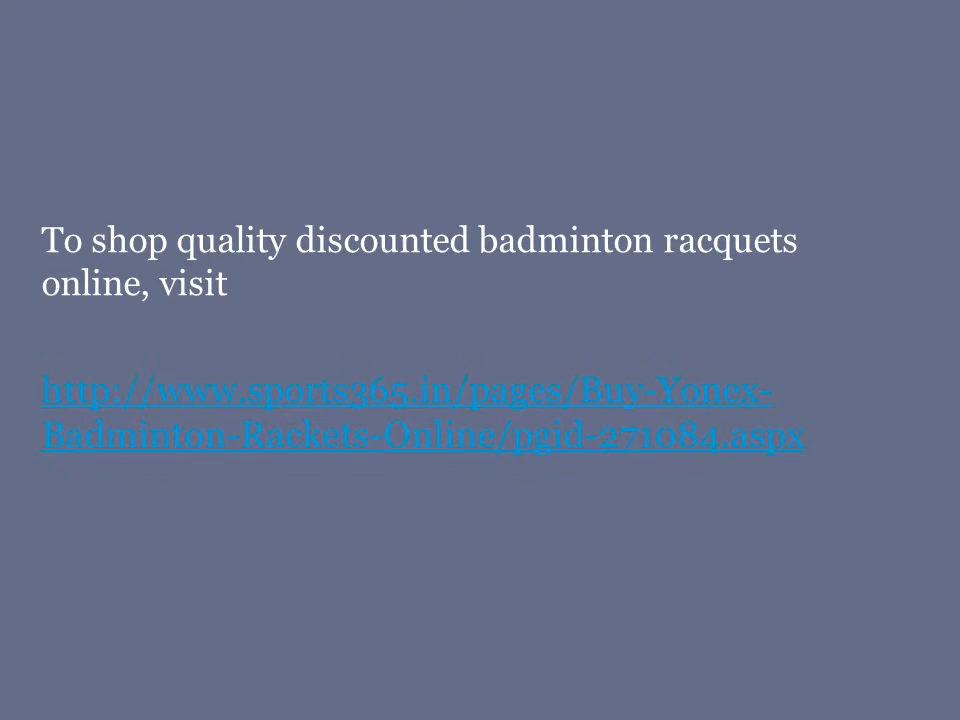 To shop quality discounted badminton racquets
online, visit
http://www.sports365.in/pages/Buy-Yonex-
Badminton-Rackets-Online/pgid-271084.aspx